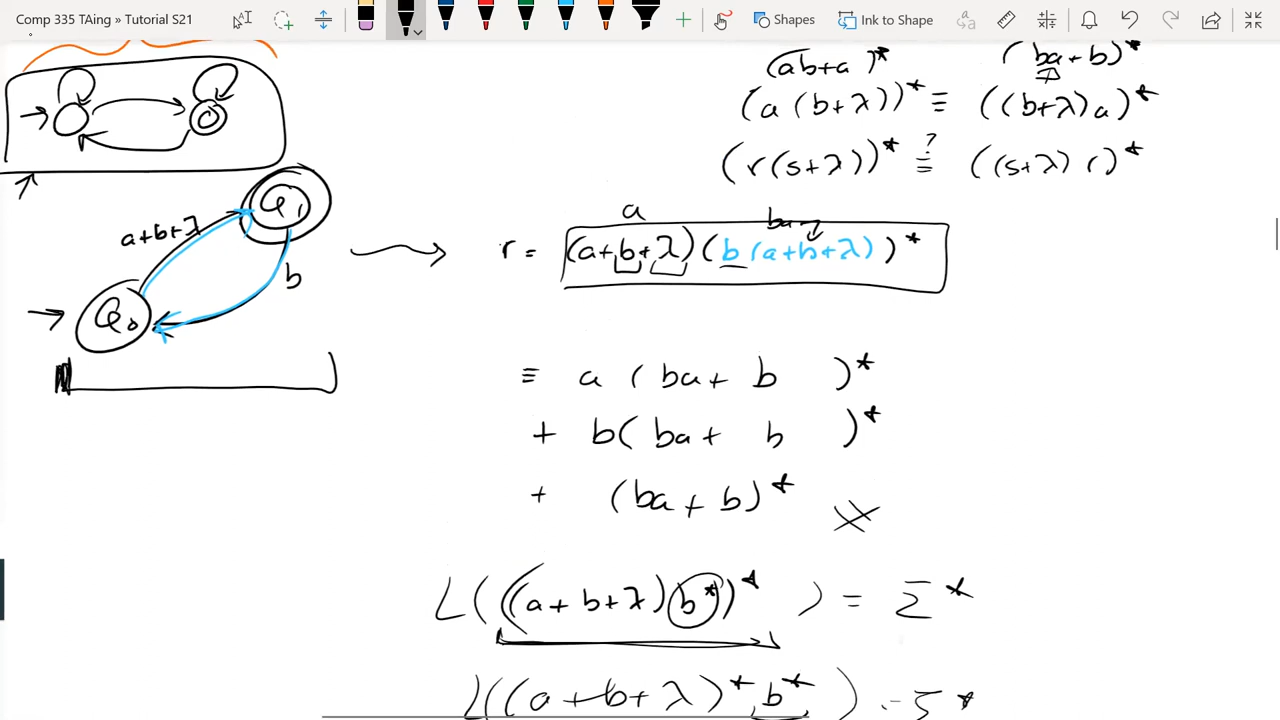 Comp 335 TAing » Tutorial S21
Shapes
Ink to Shape
(ab+a)* (ba+b)*
(a (b+λ))* ≡ ((b+λ)a)*
(r(s+λ))* ≡? ((s+λ) r)*
Q1
a+b+λ
b
Q0
a
r = (a+b+λ)(b(a+b+λ))*
≡ a (ba+ b )*
+ b( ba+ b )*
+ (ba+b)*
L(((a+b+λ)b*)*) = Σ*
L((a+b+λ)*b*) = Σ*